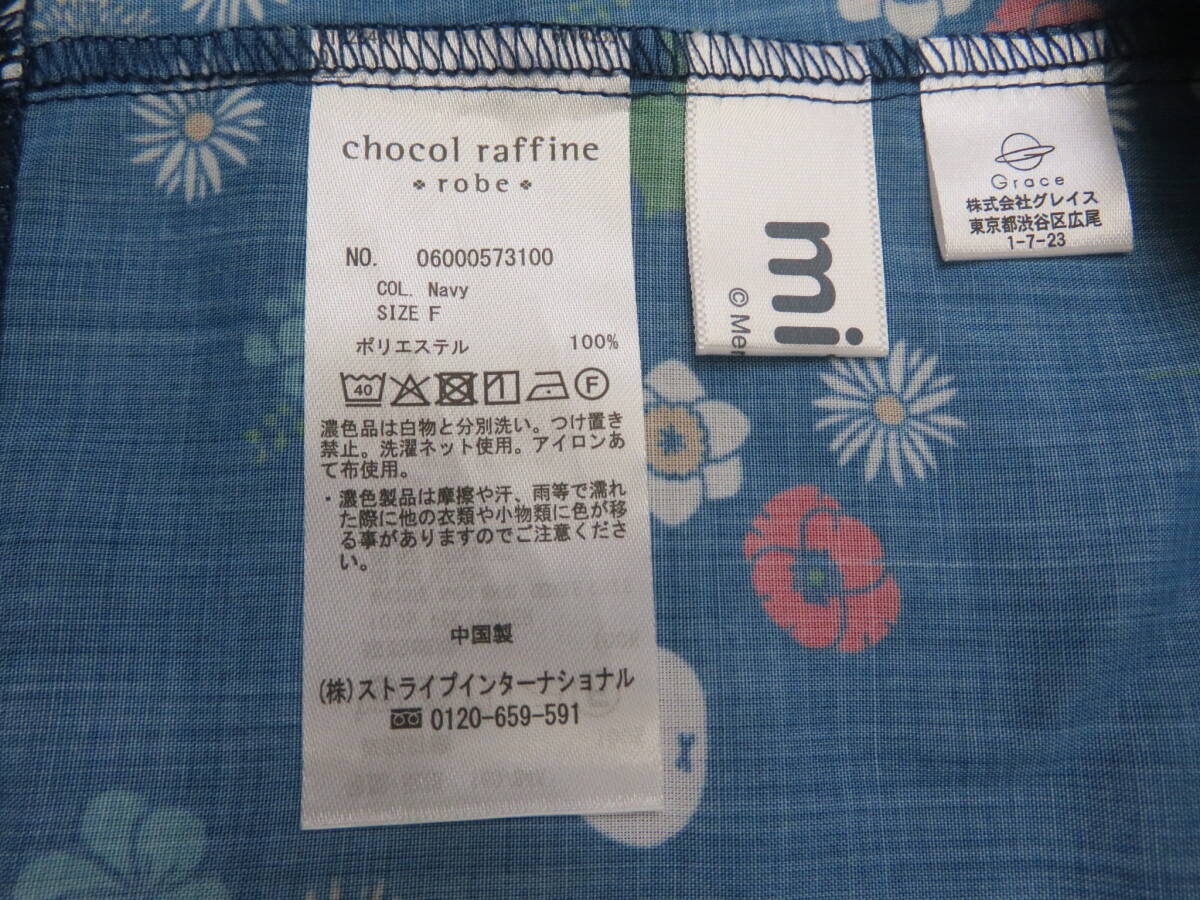 chocol raffine
robe
NO. 06000573100
COL. Navy
SIZE F
ポリエステル 100%
40
1
F
濃色品は白物と分別洗い。つけ置き
禁止。洗濯ネット使用。アイロンあ
て布使用。
・濃色製品は摩擦や汗、雨等で濡れ
た際に他の衣類や小物類に色が移
る事がありますのでご注意くださ
い。
中国製
(株)ストライプインターナショナル
0120-659-591
mi
© Mer
Grace
株式会社グレイス
東京都渋谷区広尾
1-7-23